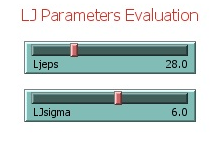 LJ Parameters Evaluation
Ljeps 28.0
LJsigma 6.0